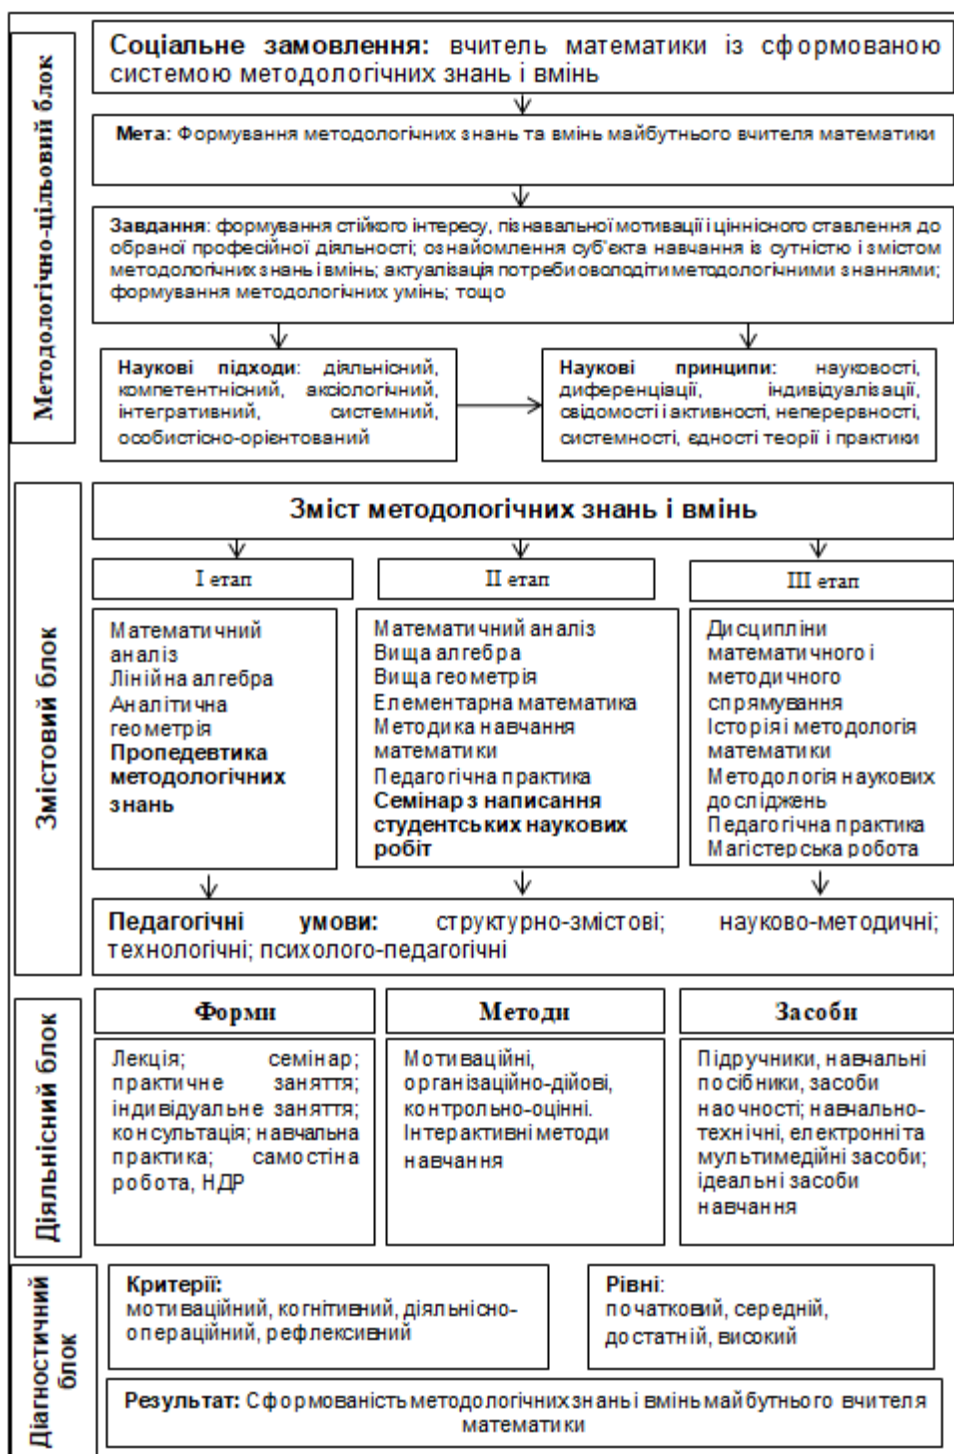 Методологічно-цільовий блок
Соціальне замовлення: вчитель математики із сформованою
системою методологічних знань і вмінь
Мета: Формування методологічних знань та вмінь майбутнього вчителя математики
Завдання: формування стійкого інтересу, пізнавальної мотивації і ціннісного ставлення до
обраної професійної діяльності; ознайомлення суб'єкта навчання із сутністю і змістом
методологічних знань і вмінь; актуалізація потреби оволодіти методологічними знаннями;
формування методологічних умінь; тощо
Наукові підходи: діяльнісний,
компетентнісний, аксіологічний,
інтегративний, системний,
особистісно-орієнтований
Наукові принципи: науковості,
диференціації, індивідуалізації,
свідомості і активності, неперервності,
системності, єдності теорії і практики
Змістовий блок
Зміст методологічних знань і вмінь
І етап
Математичний
аналіз
Лінійна алгебра
Аналітична
геометрія
Пропедевтика
методологічних
знань
ІІ етап
Математичний аналіз
Вища алгебра
Вища геометрія
Елементарна математика
Методика навчання
математики
Педагогічна практика
Семінар з написання
студентських наукових
робіт
ІІІ етап
Дисципліни
математичного і
методичного
спрямування
Історія і методологія
математики
Методологія наукових
досліджень
Педагогічна практика
Магістерська робота
Педагогічні умови: структурно-змістові; науково-методичні;
технологічні; психолого-педагогічні
Діяльнісний блок
Форми
Лекція; семінар;
практичне заняття;
індивідуальне заняття;
консультація; навчальна
практика; самостіна
робота, НДР
Методи
Мотиваційні,
організаційно-дійові,
контрольно-оцінні.
Інтерактивні методи
навчання
Засоби
Підручники, навчальні
посібники, засоби
наочності; навчально-
технічні, електронні та
мультимедійні засоби;
ідеальні засоби
навчання
Діагностичний
блок
Критерії:
мотиваційний, когнітивний, діяльнісно-
операційний, рефлексивний
Рівні:
початковий, середній,
достатній, високий
Результат: Сформованість методологічних знань і вмінь майбутнього вчителя
математики